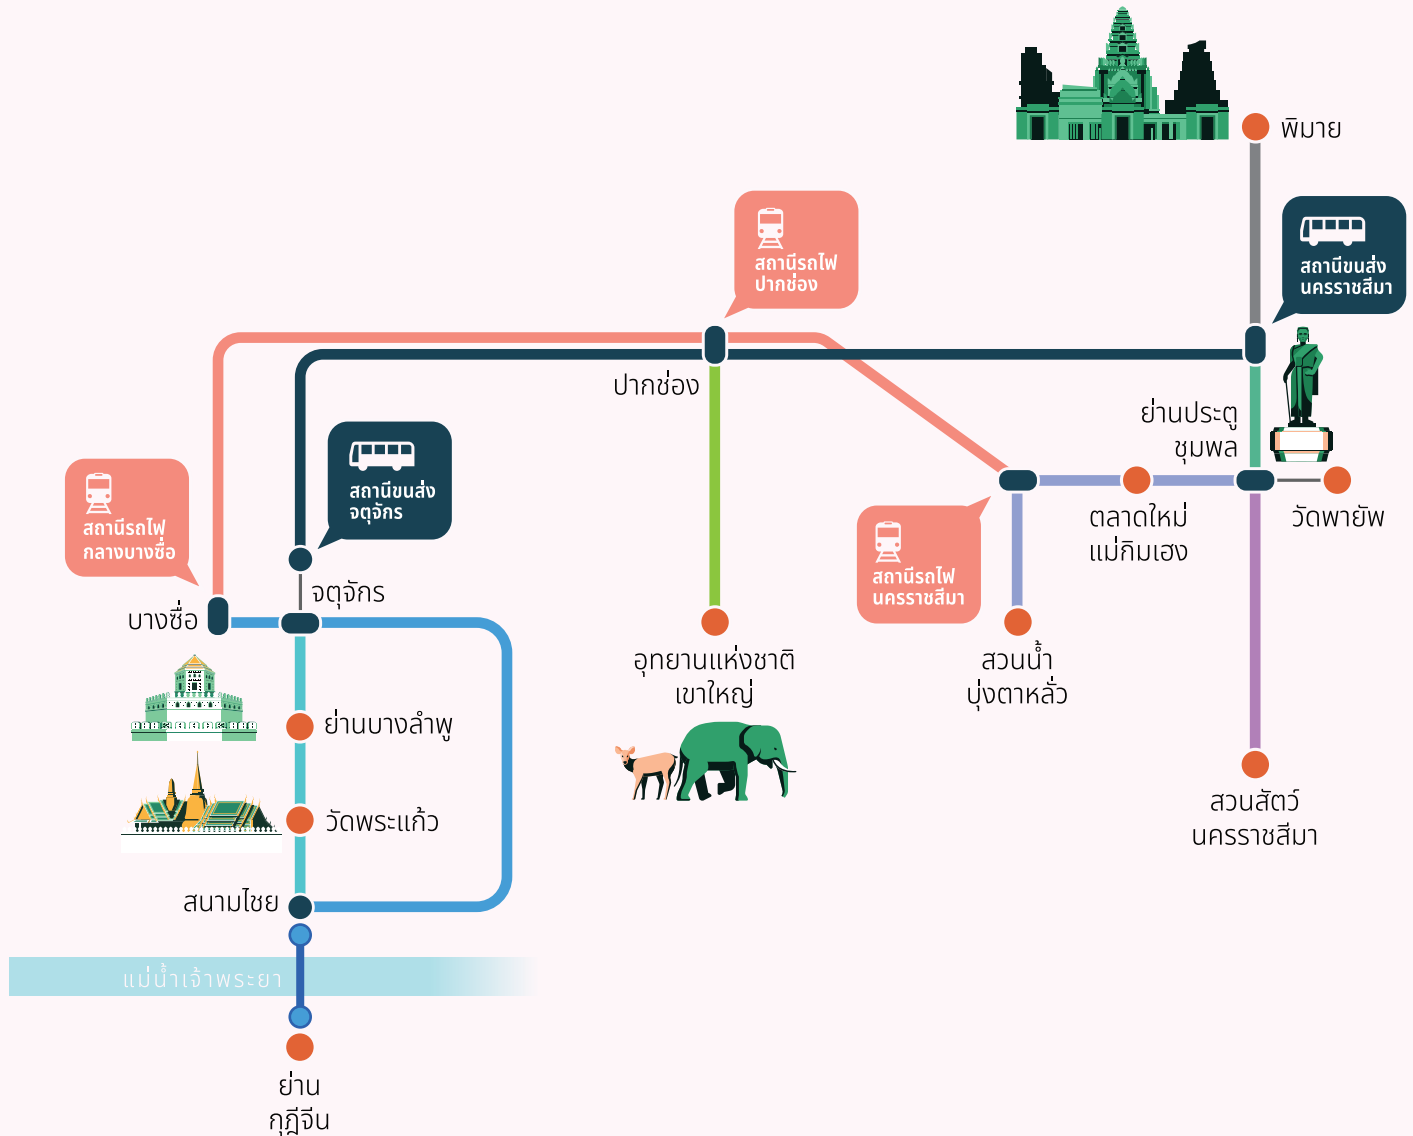 พิมาย
สถานีรถไฟ
ปากช่อง
สถานีขนส่ง
นครราชสีมา
ปากช่อง
ย่านประตู
ชุมพล
สถานีขนส่ง
จตุจักร
สถานีรถไฟ
กลางบางซื่อ
ตลาดใหม่
แม่กิมเฮง
วัดพายัพ
สถานีรถไฟ
นครราชสีมา
จตุจักร
บางซื่อ
อุทยานแห่งชาติ
เขาใหญ่
สวนน้ำ
บุ่งตาหลั่ว
ย่านบางลำพู
วัดพระแก้ว
สวนสัตว์
นครราชสีมา
สนามไชย
แม่น้ำเจ้าพระยา
ย่าน
กุฎีจีน